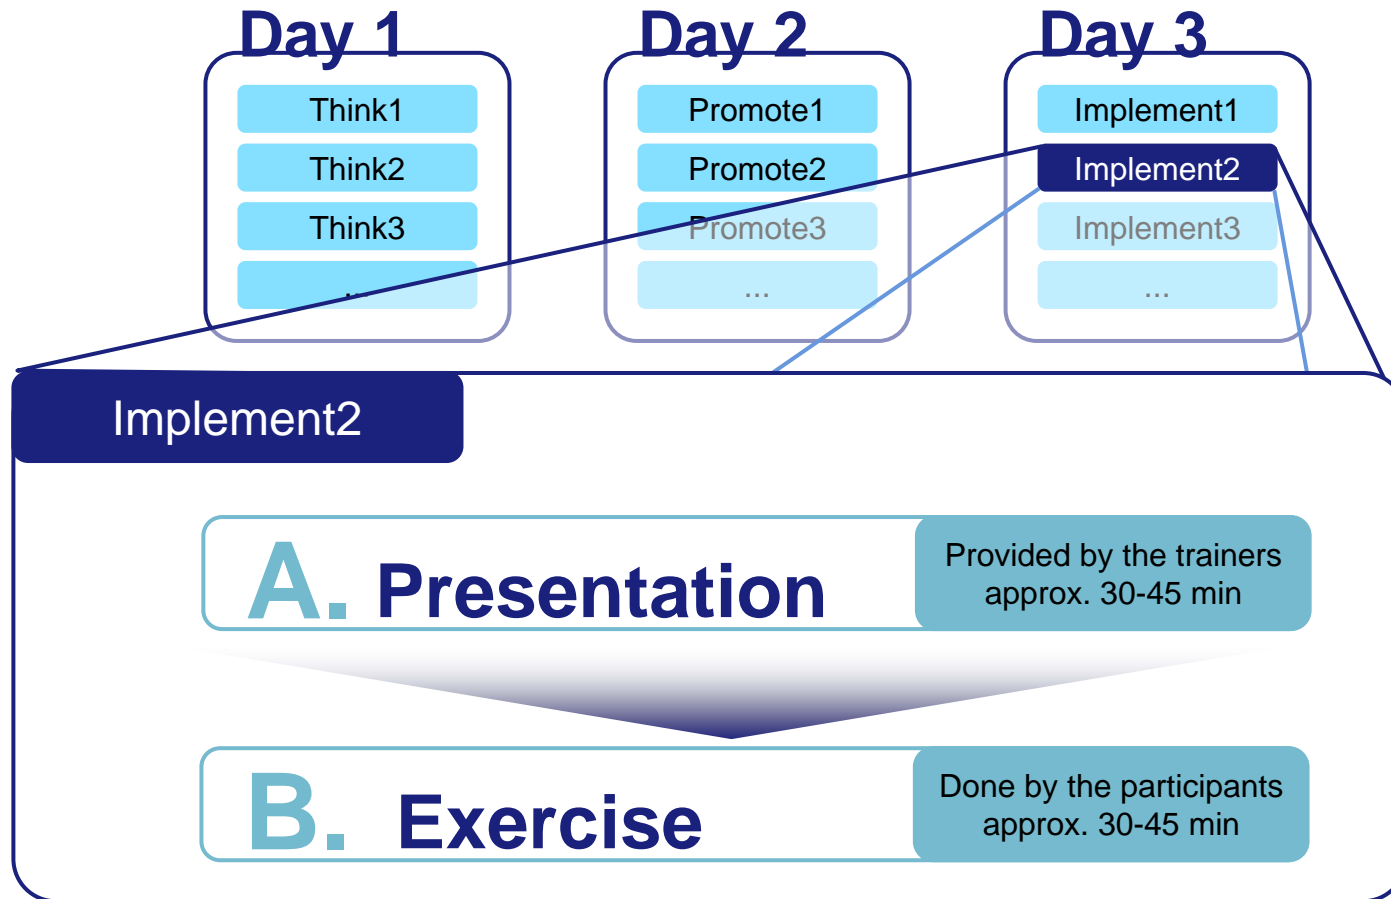 Day 1
Think1
Think2
Think3
...
Day 2
Promote1
Promote2
Promote3
...
Day 3
Implement1
Implement2
Implement3
...
Implement2
A. Presentation
Provided by the trainers
approx. 30-45 min
B. Exercise
Done by the participants
approx. 30-45 min